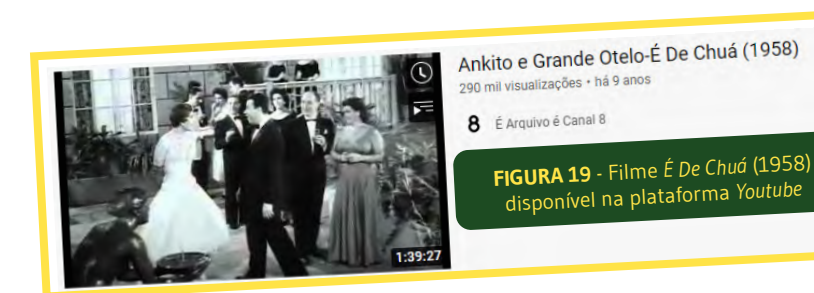 Ankito e Grande Otelo-É De Chuá (1958)
290 mil visualizações • há 9 anos
8 É Arquivo é Canal 8
FIGURA 19 - Filme É De Chuá (1958)
disponível na plataforma Youtube
1:39:27